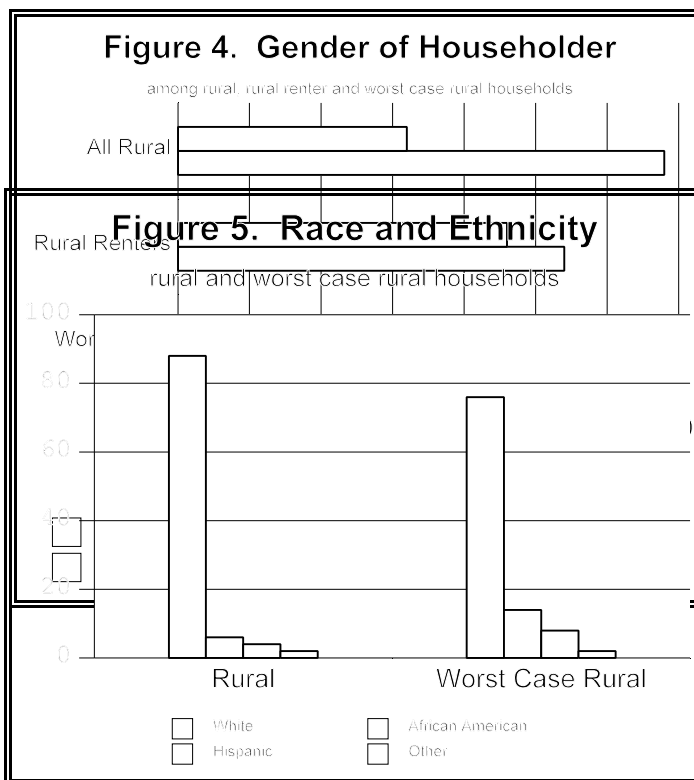 Figure 4. Gender of Householder
among rural, rural renter and worst case rural households
All Rural
Rural Renters
Figure 5. Race and Ethnicity
rural and worst case rural households
100
Wor
80
60
40
20
0
Rural Worst Case Rural
White African American
Hispanic Other